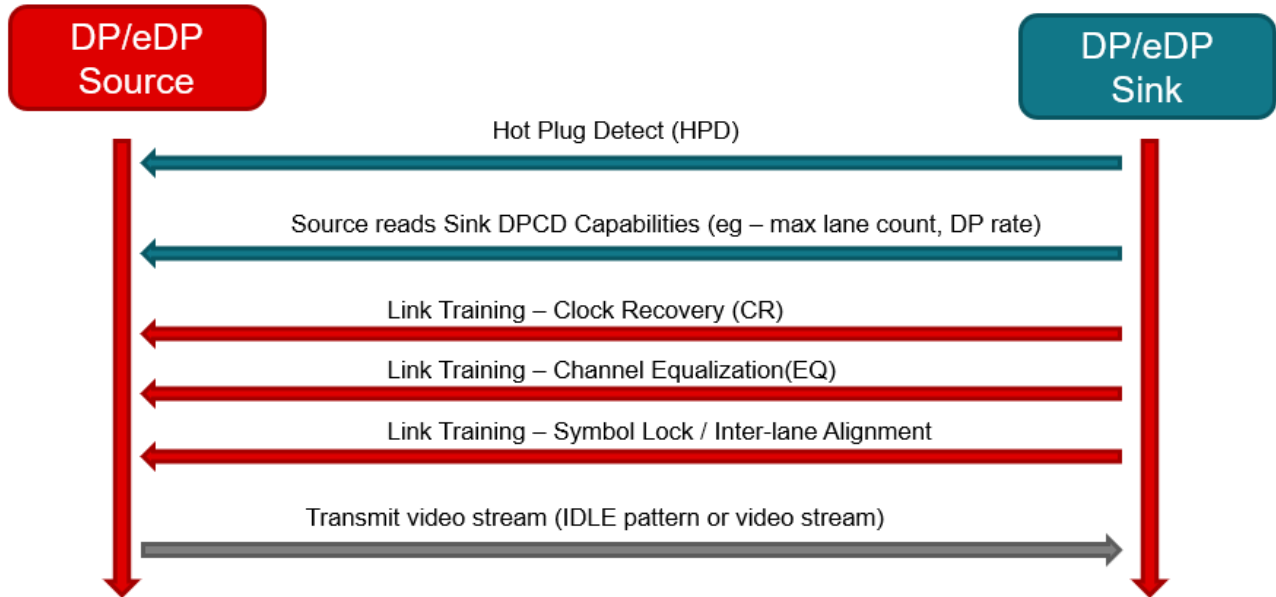 DP/eDP
Source
DP/eDP
Sink
Hot Plug Detect (HPD)
Source reads Sink DPCD Capabilities (eg – max lane count, DP rate)
Link Training – Clock Recovery (CR)
Link Training – Channel Equalization(EQ)
Link Training – Symbol Lock / Inter-lane Alignment
Transmit video stream (IDLE pattern or video stream)